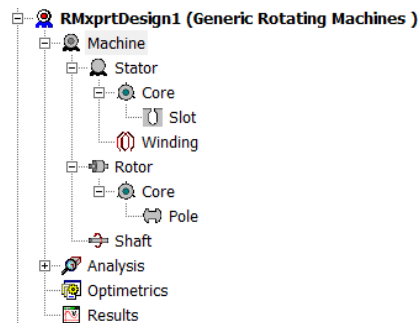 RMxprtDesign1 (Generic Rotating Machines )
Machine
Stator
Core
Slot
Winding
Rotor
Core
Pole
Shaft
Analysis
Optimetrics
Results